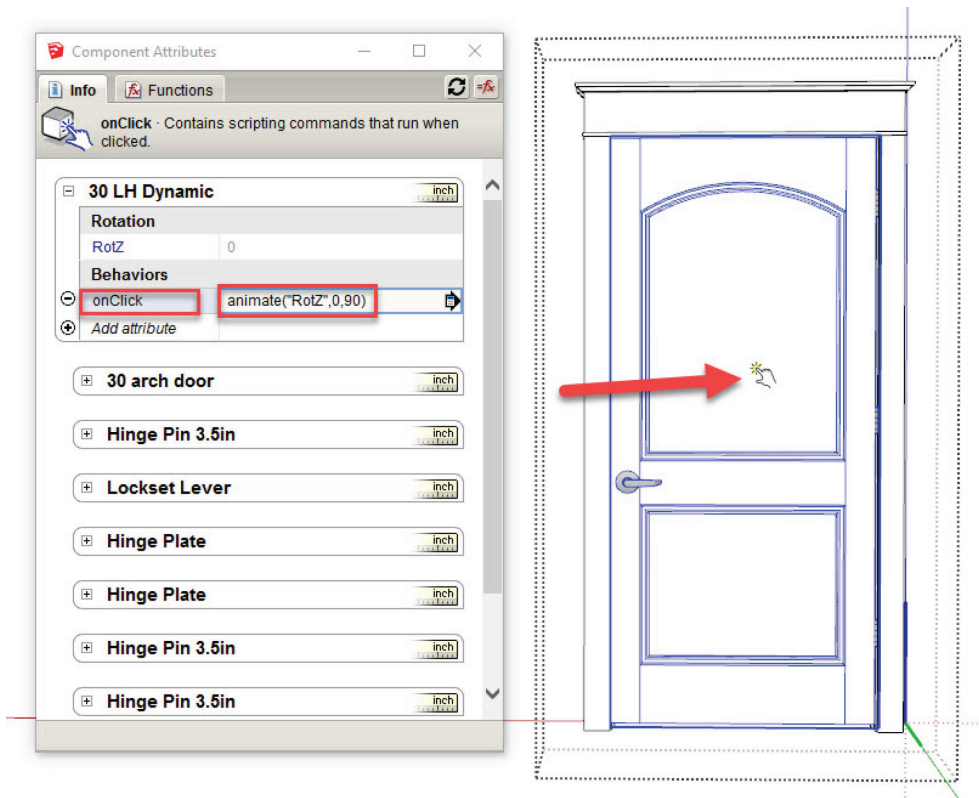 Component Attributes
Info
Functions
=fx
onClick · Contains scripting commands that run when
clicked.
30 LH Dynamic
inch
Rotation
RotZ 0
Behaviors
onClick animate("RotZ",0,90)
Add attribute
30 arch door
inch
Hinge Pin 3.5in
inch
Lockset Lever
inch
Hinge Plate
inch
Hinge Plate
inch
Hinge Pin 3.5in
inch
Hinge Pin 3.5in
inch